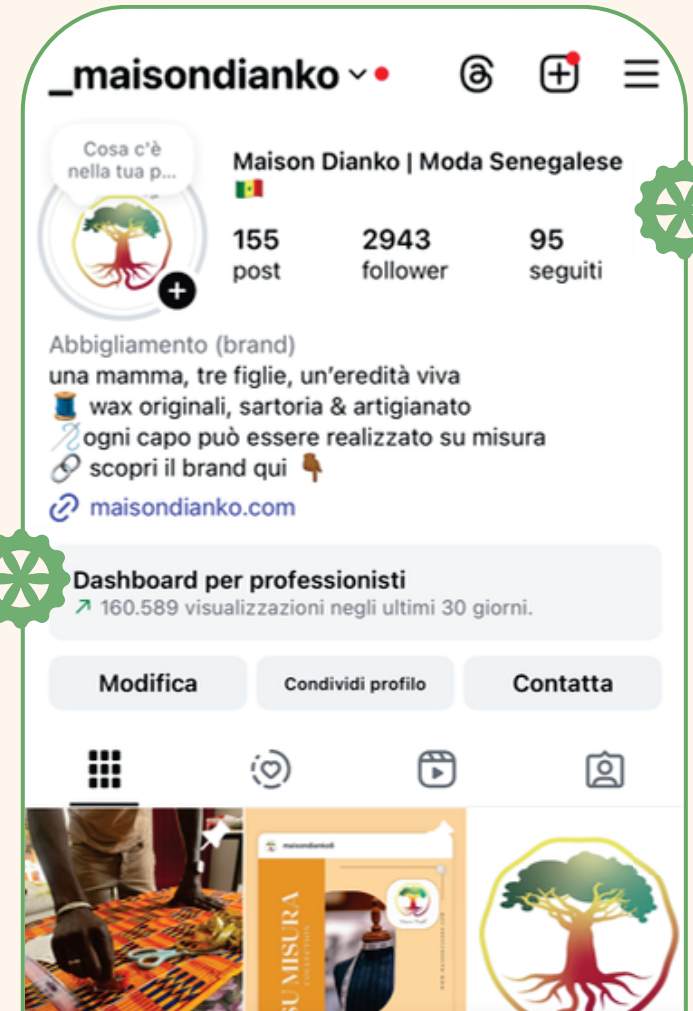 _maisondianko
Cosa c'è
nella tua p...
Maison Dianko | Moda Senegalese
155
post
2943
follower
95
seguiti
Abbigliamento (brand)
una mamma, tre figlie, un'eredità viva
wax originali, sartoria & artigianato
ogni capo può essere realizzato su misura
scopri il brand qui
maisondianko.com
Dashboard per professionisti
160.589 visualizzazioni negli ultimi 30 giorni.
Modifica
Condividi profilo
Contatta
SU MISURA
COLLECTION